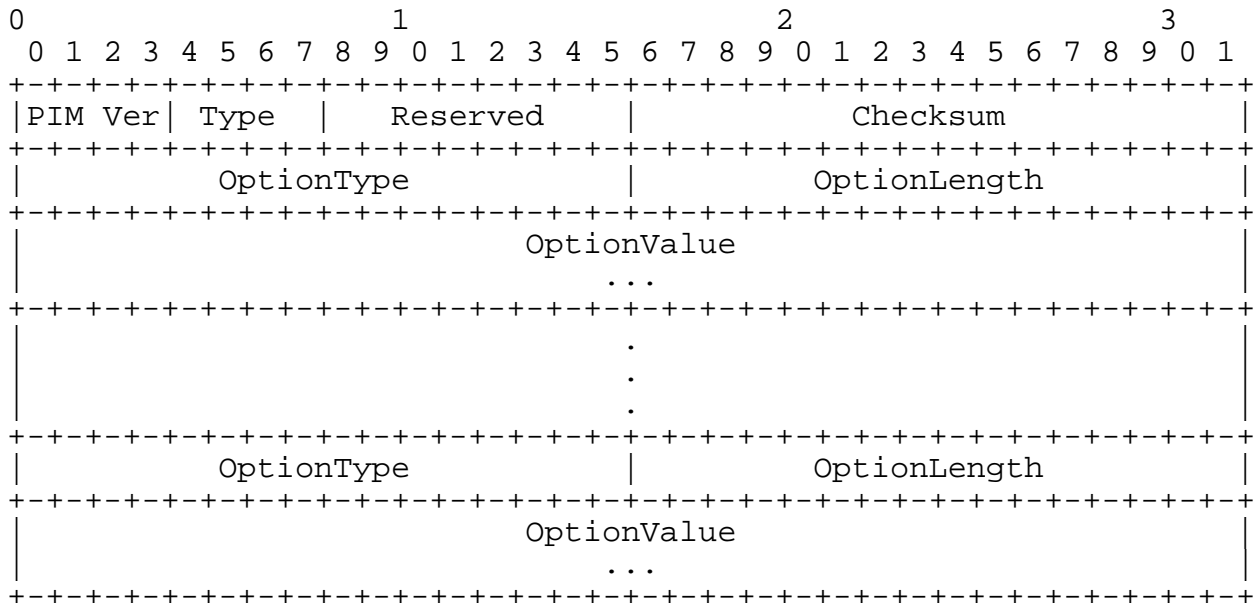 0                   1                   2                   3
 0 1 2 3 4 5 6 7 8 9 0 1 2 3 4 5 6 7 8 9 0 1 2 3 4 5 6 7 8 9 0 1
+-+-+-+-+-+-+-+-+-+-+-+-+-+-+-+-+-+-+-+-+-+-+-+-+-+-+-+-+-+-+-+-+
|PIM Ver| Type  |   Reserved    |           Checksum            |
+-+-+-+-+-+-+-+-+-+-+-+-+-+-+-+-+-+-+-+-+-+-+-+-+-+-+-+-+-+-+-+-+
|          OptionType           |         OptionLength          |
+-+-+-+-+-+-+-+-+-+-+-+-+-+-+-+-+-+-+-+-+-+-+-+-+-+-+-+-+-+-+-+-+
|                          OptionValue                          |
|                              ...                              |
+-+-+-+-+-+-+-+-+-+-+-+-+-+-+-+-+-+-+-+-+-+-+-+-+-+-+-+-+-+-+-+-+
|                               .                               |
|                               .                               |
|                               .                               |
+-+-+-+-+-+-+-+-+-+-+-+-+-+-+-+-+-+-+-+-+-+-+-+-+-+-+-+-+-+-+-+-+
|          OptionType           |         OptionLength          |
+-+-+-+-+-+-+-+-+-+-+-+-+-+-+-+-+-+-+-+-+-+-+-+-+-+-+-+-+-+-+-+-+
|                          OptionValue                          |
|                              ...                              |
+-+-+-+-+-+-+-+-+-+-+-+-+-+-+-+-+-+-+-+-+-+-+-+-+-+-+-+-+-+-+-+-+